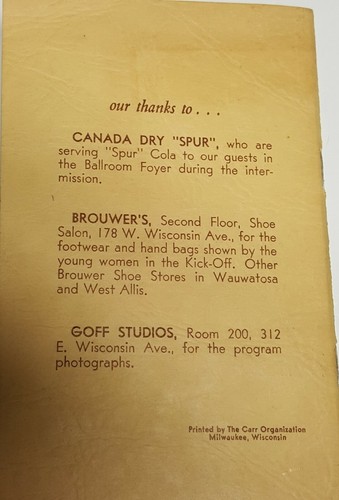 our thanks to . . .
CANADA DRY "SPUR", who are
serving "Spur" Cola to our guests in
the Ballroom Foyer during the inter-
mission.
BROUWER'S, Second Floor, Shoe
Salon, 178 W. Wisconsin Ave., for the
footwear and hand bags shown by the
young women in the Kick-Off. Other
Brouwer Shoe Stores in Wauwatosa
and West Allis.
GOFF STUDIOS, Room 200, 312
E. Wisconsin Ave., for the program
photographs.
Printed by The Carr Organization
Milwaukee, Wisconsin